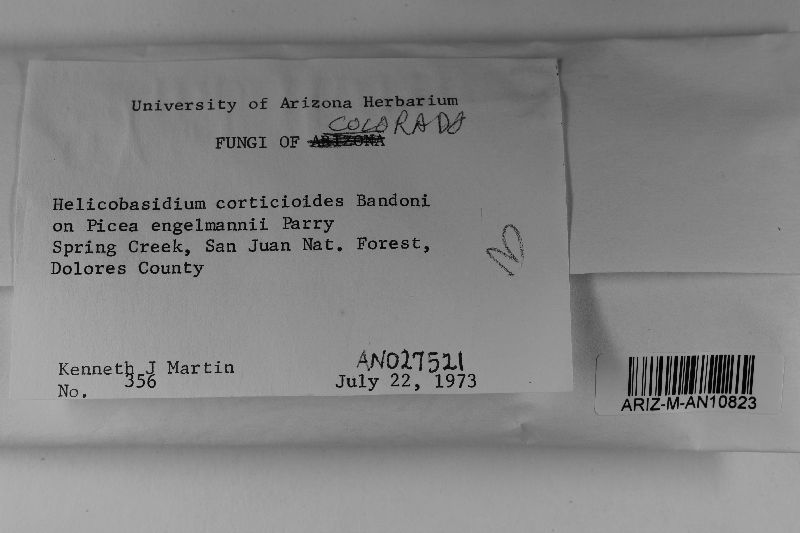 University of Arizona Herbarium
COLORADO
FUNGI OF ARIZONA
Helicobasidium corticioides Bandoni
on Picea engelmannii Parry
Spring Creek, San Juan Nat. Forest,
Dolores County
Kenneth J Martin
No. 356
AN027521
July 22, 1973
ARIZ-M-AN10823